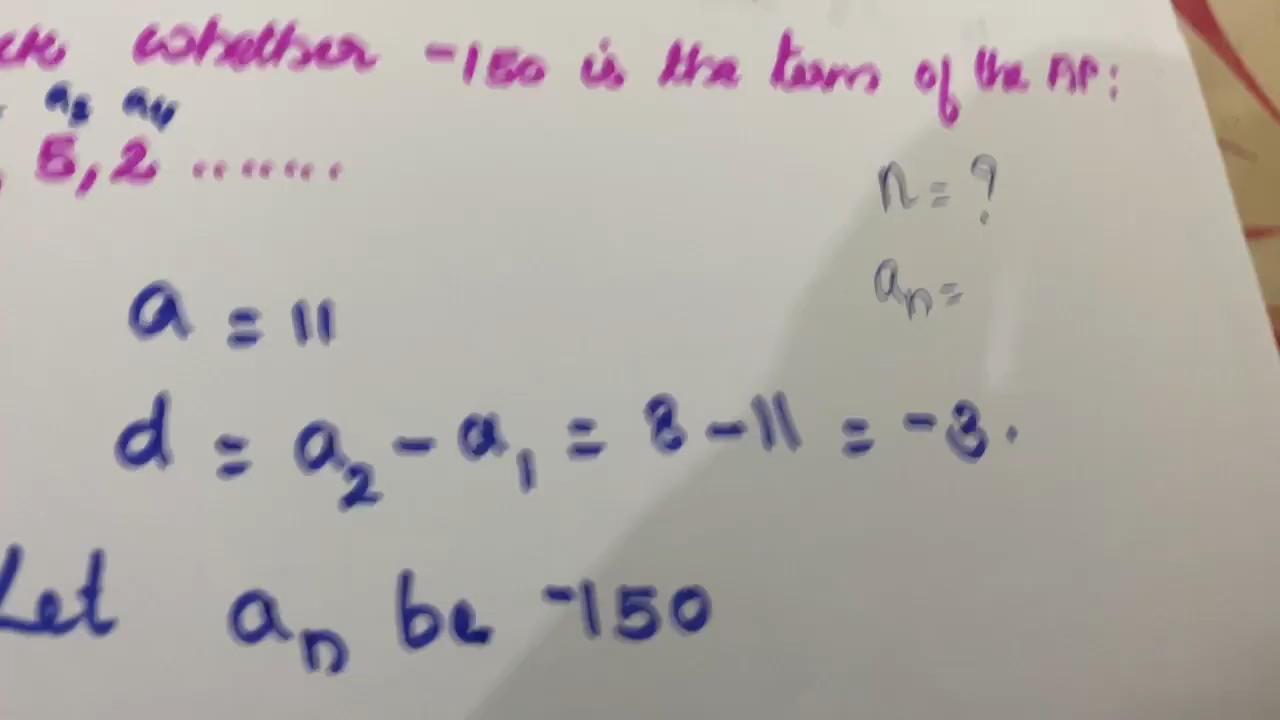 whether -150 is the term of the AP:
a3 a4
5, 2 .......
n = ?
an =
a = 11
d = a2 - a1 = 8 - 11 = -3.
Let an be -150